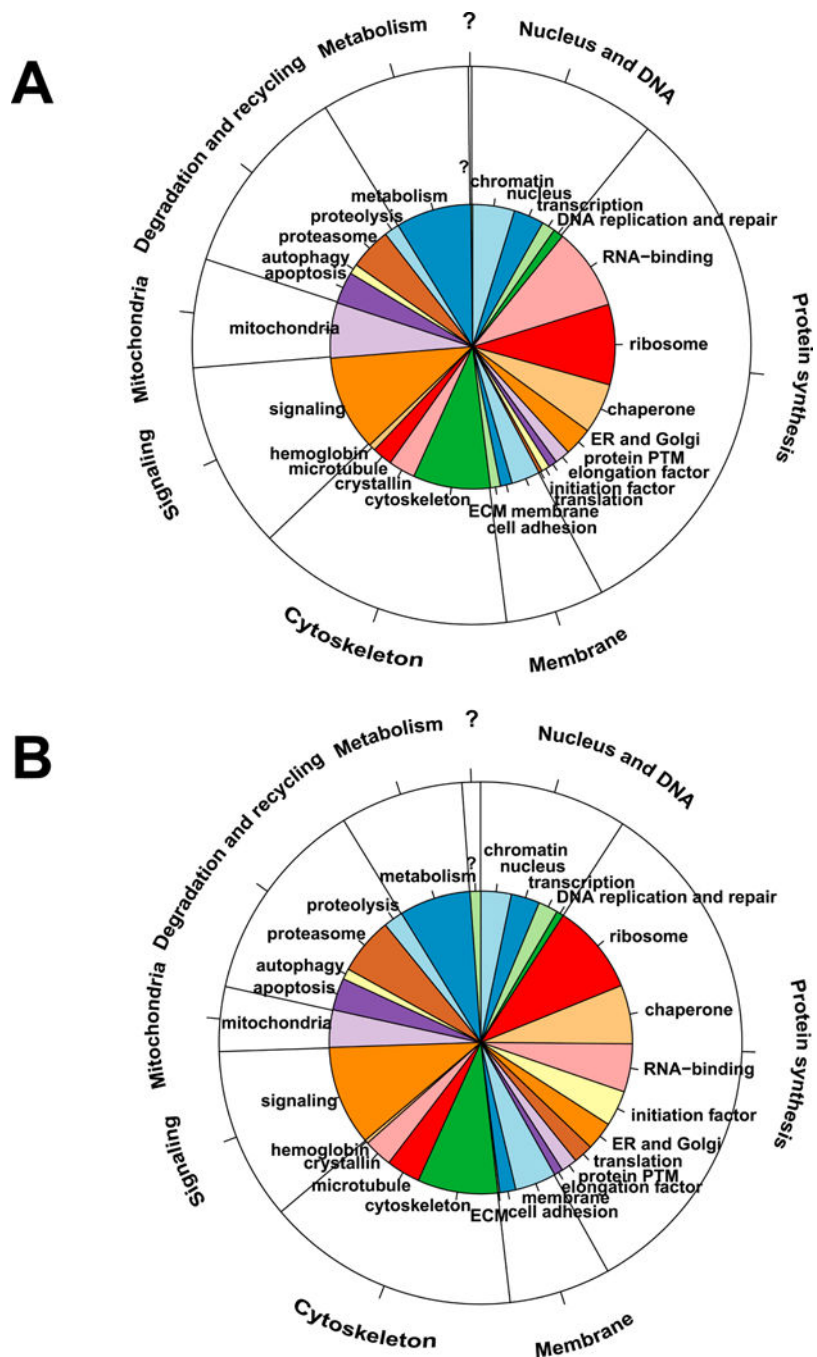 A
?
Nucleus and DNA
Protein synthesis
Membrane
Cytoskeleton
Signaling
Mitochondria
Degradation and recycling
Metabolism
?
chromatin
nucleus
transcription
DNA replication and repair
RNA−binding
ribosome
chaperone
ER and Golgi
protein PTM
elongation factor
initiation factor
translation
ECM membrane
cell adhesion
cytoskeleton
crystallin
microtubule
hemoglobin
signaling
mitochondria
apoptosis
autophagy
proteasome
proteolysis
metabolism
B
?
Nucleus and DNA
Protein synthesis
Membrane
Cytoskeleton
Signaling
Mitochondria
Degradation and recycling
Metabolism
?
chromatin
nucleus
transcription
DNA replication and repair
ribosome
chaperone
RNA−binding
initiation factor
ER and Golgi
translation
protein PTM
elongation factor
membrane
cell adhesion
ECM
cytoskeleton
microtubule
crystallin
hemoglobin
signaling
mitochondria
apoptosis
autophagy
proteasome
proteolysis
metabolism